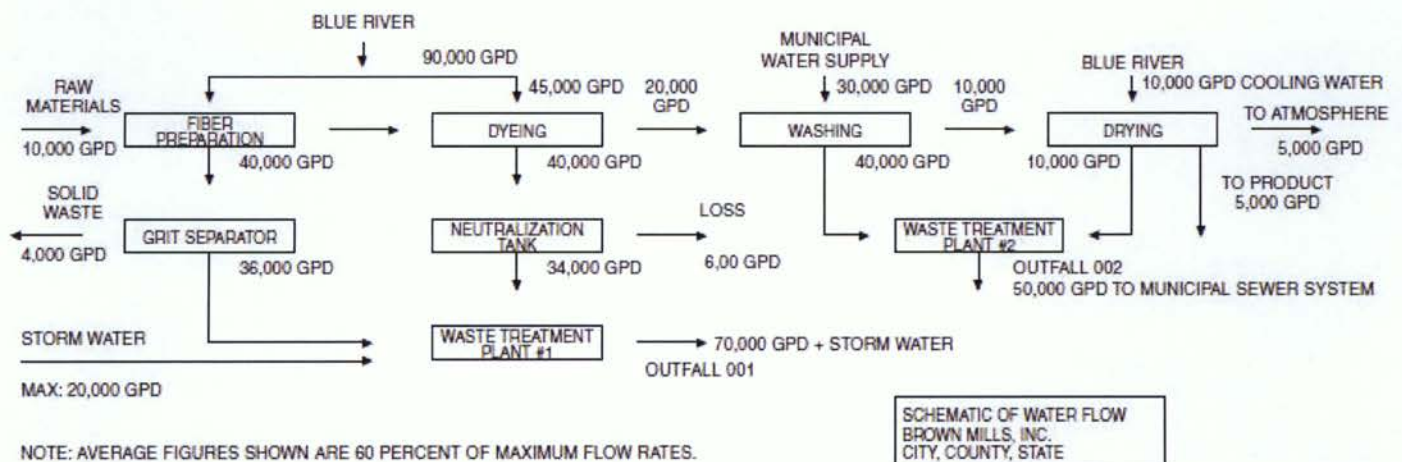 BLUE RIVER
90,000 GPD
MUNICIPAL
WATER SUPPLY
BLUE RIVER
RAW
MATERIALS
45,000 GPD
20,000
GPD
30,000 GPD
10,000
GPD
10,000 GPD COOLING WATER
FIBER
PREPARATION
DYEING
WASHING
DRYING
TO ATMOSPHERE
5,000 GPD
10,000 GPD
40,000 GPD
40,000 GPD
40,000 GPD
10,000 GPD
TO PRODUCT
5,000 GPD
SOLID
WASTE
4,000 GPD
GRIT SEPARATOR
36,000 GPD
NEUTRALIZATION
TANK
34,000 GPD
LOSS
6,00 GPD
WASTE TREATMENT
PLANT #2
OUTFALL 002
50,000 GPD TO MUNICIPAL SEWER SYSTEM
STORM WATER
MAX: 20,000 GPD
WASTE TREATMENT
PLANT #1
70,000 GPD + STORM WATER
OUTFALL 001
SCHEMATIC OF WATER FLOW
BROWN MILLS, INC.
CITY, COUNTY, STATE
NOTE: AVERAGE FIGURES SHOWN ARE 60 PERCENT OF MAXIMUM FLOW RATES.